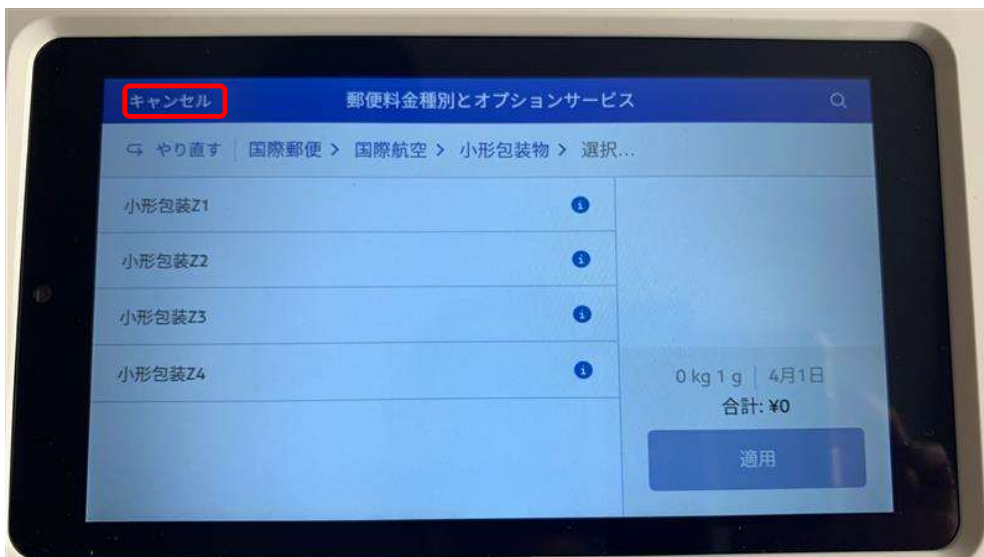 キャンセル 郵便料金種別とオプションサービス
やり直す 国際郵便 > 国際航空 > 小形包装物 > 選択...
小形包装Z1
小形包装Z2
小形包装Z3
小形包装Z4
0 kg 1 g | 4月1日
合計: ¥0
適用